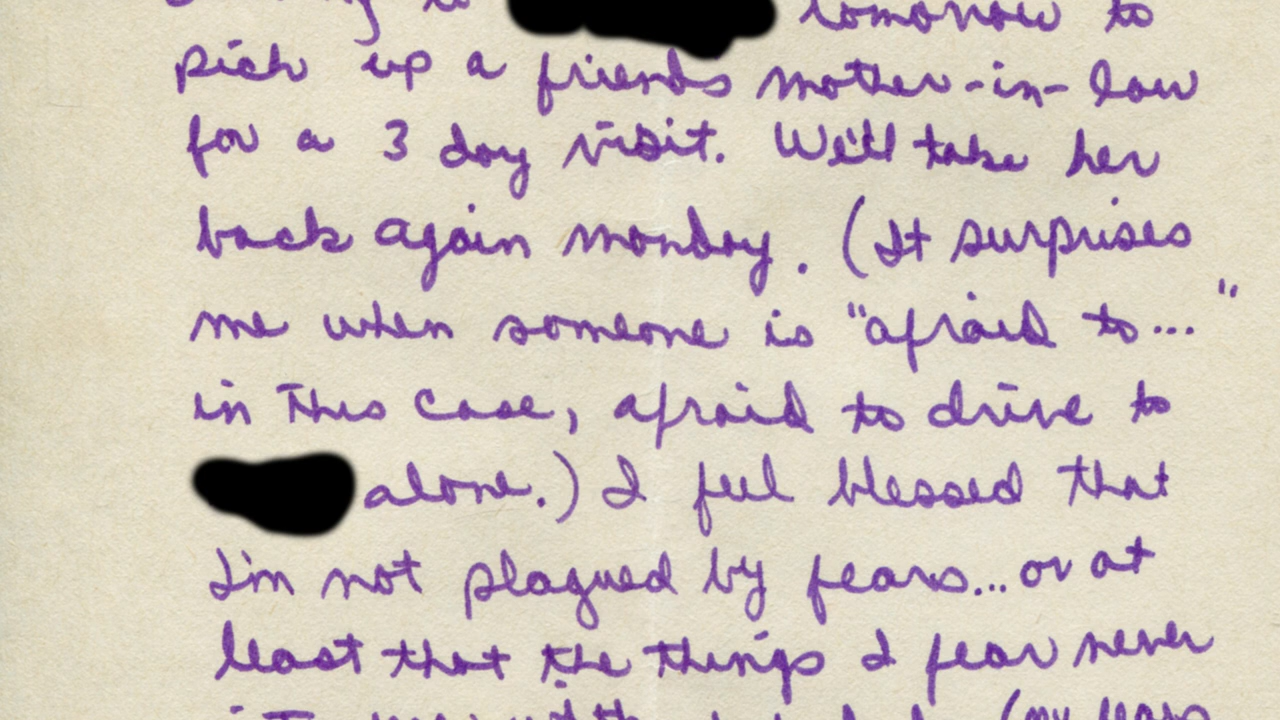 tomorrow to
pick up a friends mother-in-law
for a 3 day visit. We'll take her
back again monday. (It surprises
me when someone is "afraid to..."
in this case, afraid to drive to
alone.) I feel blessed that
I'm not plagued by fears... or at
least that the things I fear never
(my fears